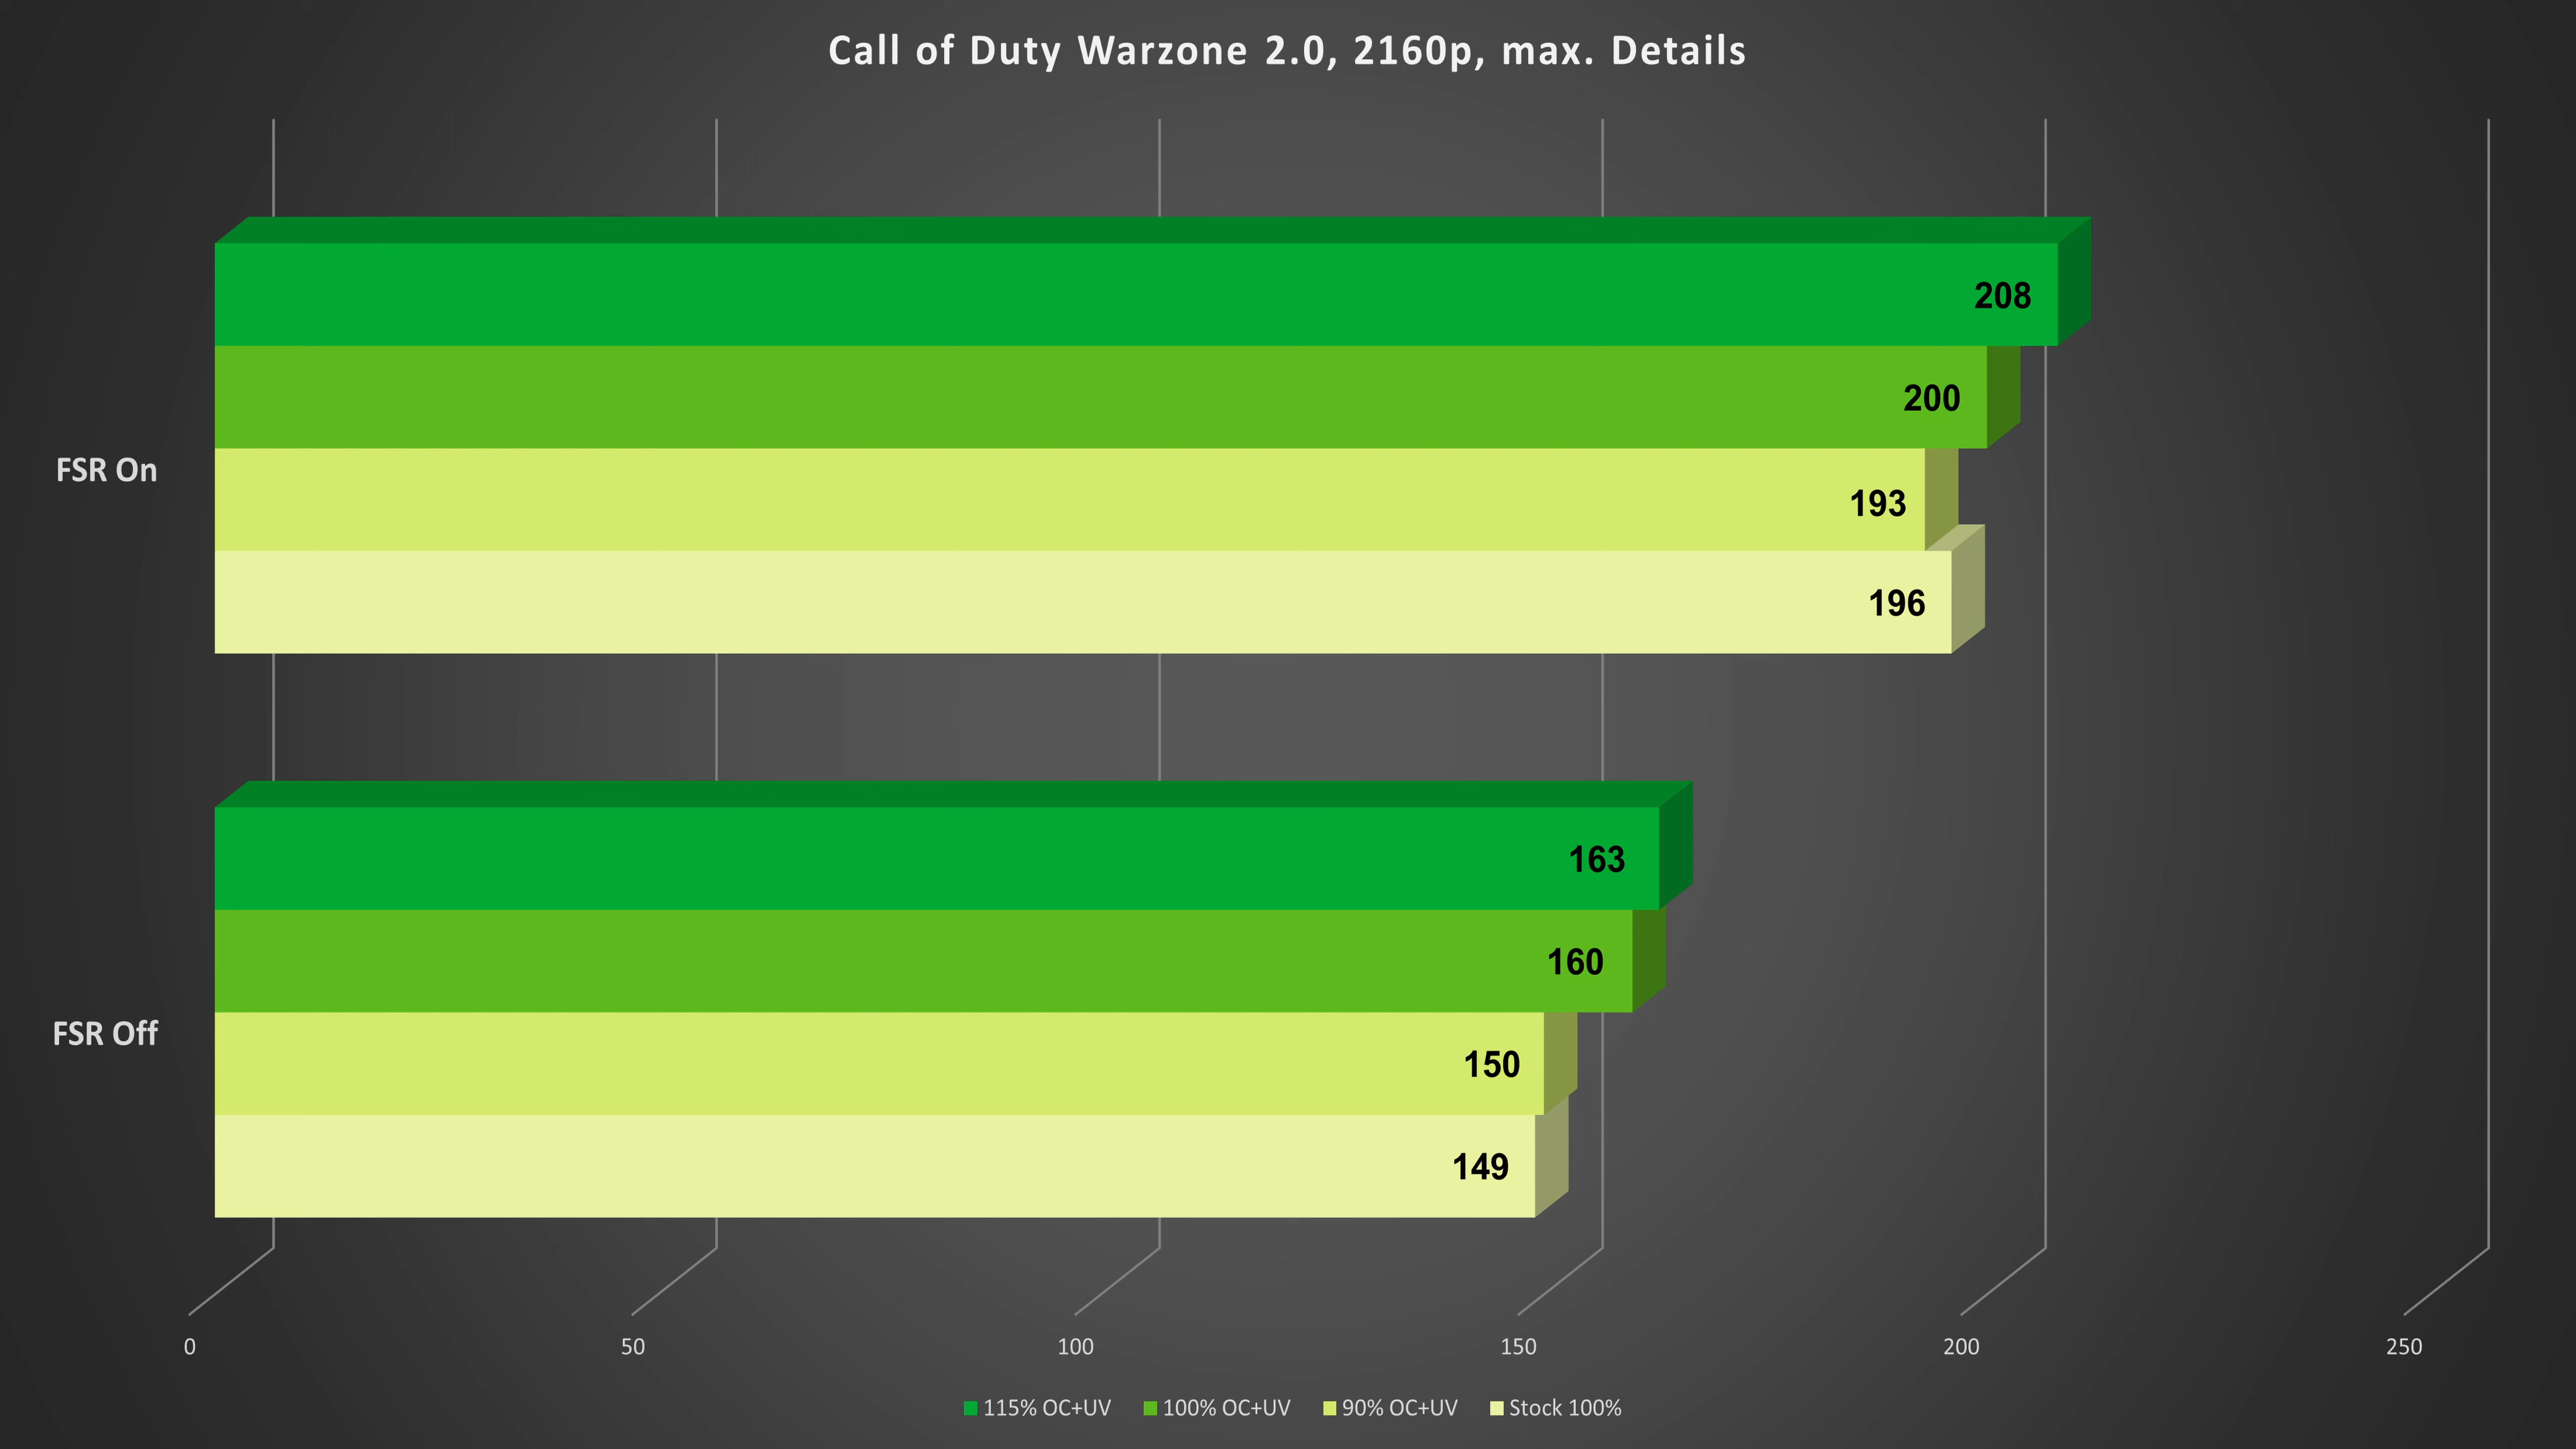 Call of Duty Warzone 2.0, 2160p, max. Details
208
200
FSR On
193
196
163
160
FSR Off
150
149
0 50 100 150 200 250
115% OC+UV 100% OC+UV 90% OC+UV Stock 100%